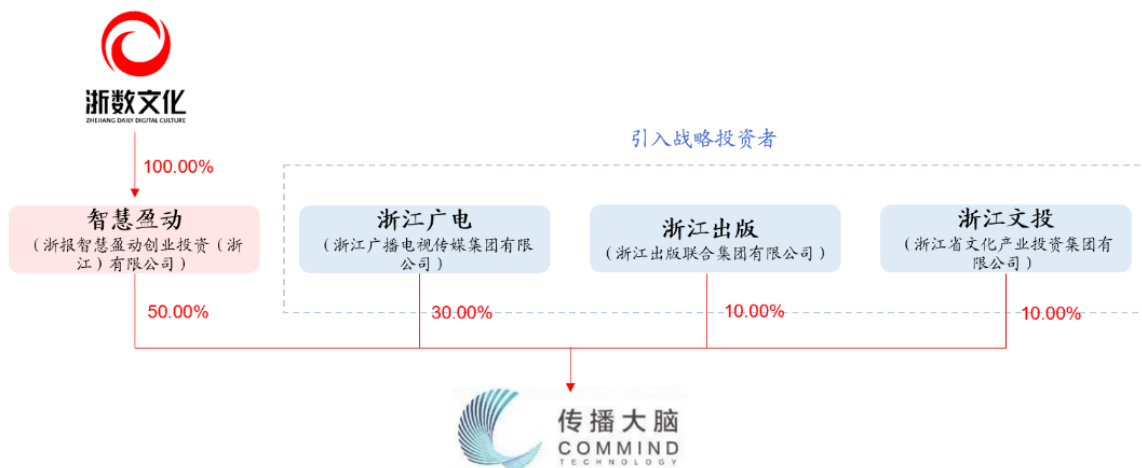 浙数文化
ZHEJIANG DAILY DIGITAL CULTURE
引入战略投资者
100.00%
智慧盈动
（浙报智慧盈动创业投资（浙
江）有限公司）
浙江广电
（浙江广播电视传媒集团有限
公司）
浙江出版
（浙江出版联合集团有限公司）
浙江文投
（浙江省文化产业投资集团有
限公司）
50.00%
30.00%
10.00%
10.00%
传播大脑
COMMIND
TECHNOLOGY